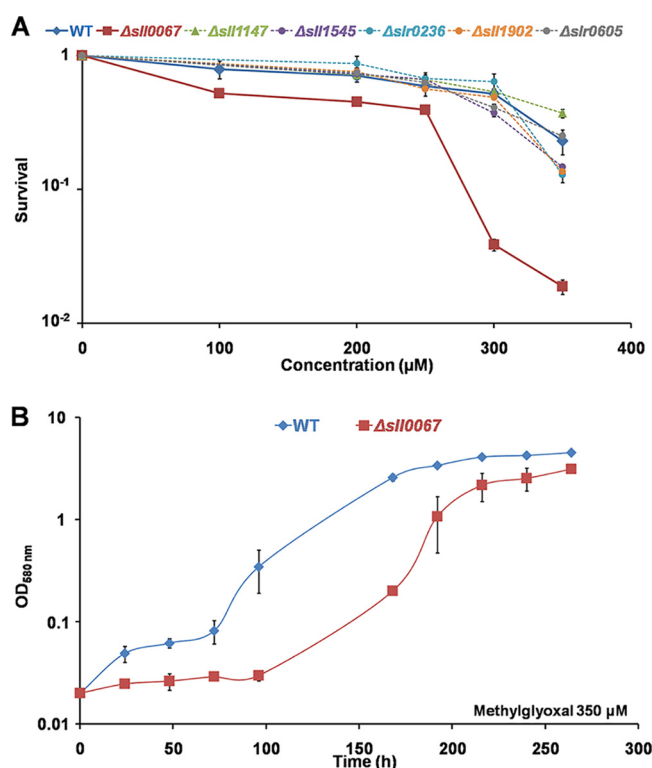 A
WT Δsll0067 Δsll1147 Δsll1545 Δslr0236 Δsll1902 Δslr0605
1
10-1
10-2
Survival
0 100 200 300 400
Concentration (µM)
B
WT Δsll0067
10
1
0.1
0.01
OD580 nm
Methylglyoxal 350 µM
0 50 100 150 200 250 300
Time (h)